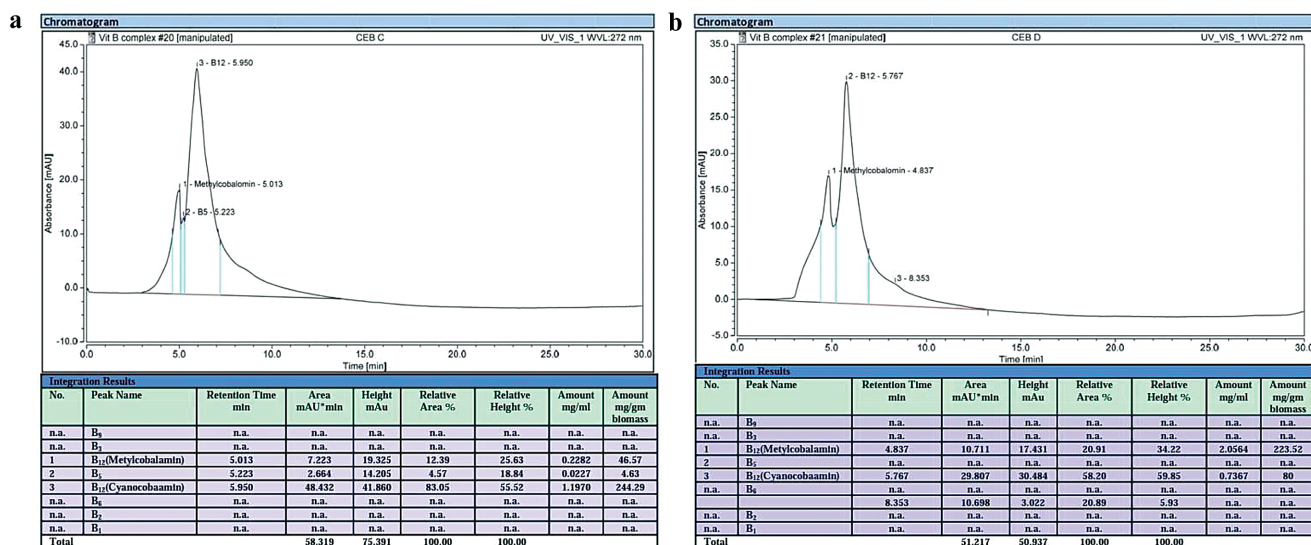 a
Chromatogram
Vit B complex #20 [manipulated] CEB C UV_VIS_1 WVL:272 nm
45.0
40.0
30.0
20.0
10.0
0.0
-10.0
Absorbance [mAU]
3 - B12 - 5.950
1 - Methylcobalomin - 5.013
2 - B5 - 5.223
0.0 5.0 10.0 15.0 20.0 25.0 30.0
Time [min]
Integration Results
No. Peak Name Retention Time min Area mAU*min Height mAu Relative Area % Relative Height % Amount mg/ml Amount mg/gm biomass
n.a. B9 n.a. n.a. n.a. n.a. n.a. n.a. n.a.
n.a. B3 n.a. n.a. n.a. n.a. n.a. n.a. n.a.
1 B12(Metylcobalamin) 5.013 7.223 19.325 12.39 25.63 0.2282 46.57
2 B5 5.223 2.664 14.205 4.57 18.84 0.0227 4.63
3 B12(Cyanocobaamin) 5.950 48.432 41.860 83.05 55.52 1.1970 244.29
n.a. B6 n.a. n.a. n.a. n.a. n.a. n.a. n.a.
n.a. B2 n.a. n.a. n.a. n.a. n.a. n.a. n.a.
n.a. B1 n.a. n.a. n.a. n.a. n.a. n.a. n.a.
Total 58.319 75.391 100.00 100.00
b
Chromatogram
Vit B complex #21 [manipulated] CEB D UV_VIS_1 WVL:272 nm
35.0
30.0
25.0
20.0
15.0
10.0
5.0
0.0
-5.0
Absorbance [mAU]
2 - B12 - 5.767
1 - Methylcobalomin - 4.837
3 - 8.353
0.0 5.0 10.0 15.0 20.0 25.0 30.0
Time [min]
Integration Results
No. Peak Name Retention Time min Area mAU*min Height mAU Relative Area % Relative Height % Amount mg/ml Amount mg/gm biomass
n.a. B9 n.a. n.a. n.a. n.a. n.a. n.a. n.a.
n.a. B3 n.a. n.a. n.a. n.a. n.a. n.a. n.a.
1 B12(Metylcobalamin) 4.837 10.711 17.431 20.91 34.22 2.0564 223.52
2 B5 n.a. n.a. n.a. n.a. n.a. n.a. n.a.
3 B12(Cyanocobaamin) 5.767 29.807 30.484 58.20 59.85 0.7367 80
n.a. B6 n.a. n.a. n.a. n.a. n.a. n.a. n.a.
8.353 10.698 3.022 20.89 5.93 n.a. n.a.
n.a. B2 n.a. n.a. n.a. n.a. n.a. n.a. n.a.
n.a. B1 n.a. n.a. n.a. n.a. n.a. n.a. n.a.
Total 51.217 50.937 100.00 100.00